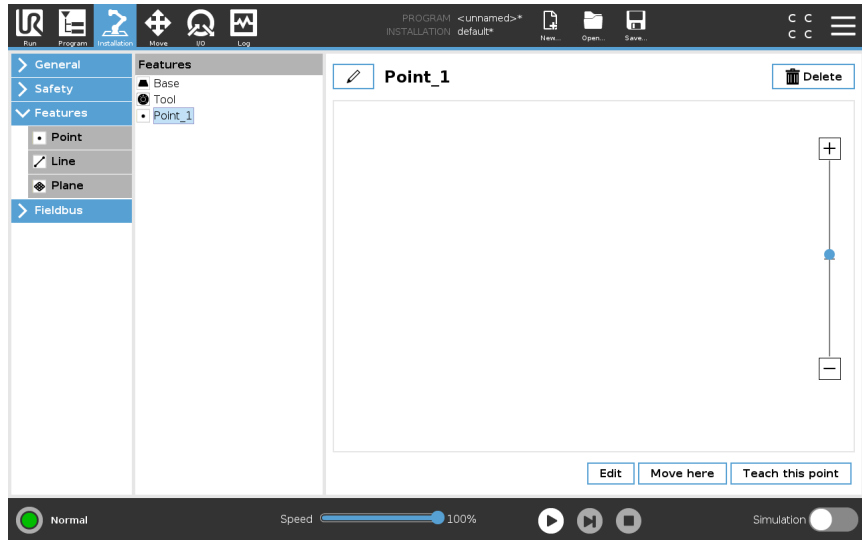 PROGRAM <unnamed>*
INSTALLATION default*
UR
Run Program Installation Move I/O Log
New... Open... Save...
C C
C C
General
Safety
Features
Point
Line
Plane
Fieldbus
Features
Base
Tool
Point_1
Point_1
Delete
+
−
Edit Move here Teach this point
Normal
Speed 100%
Simulation